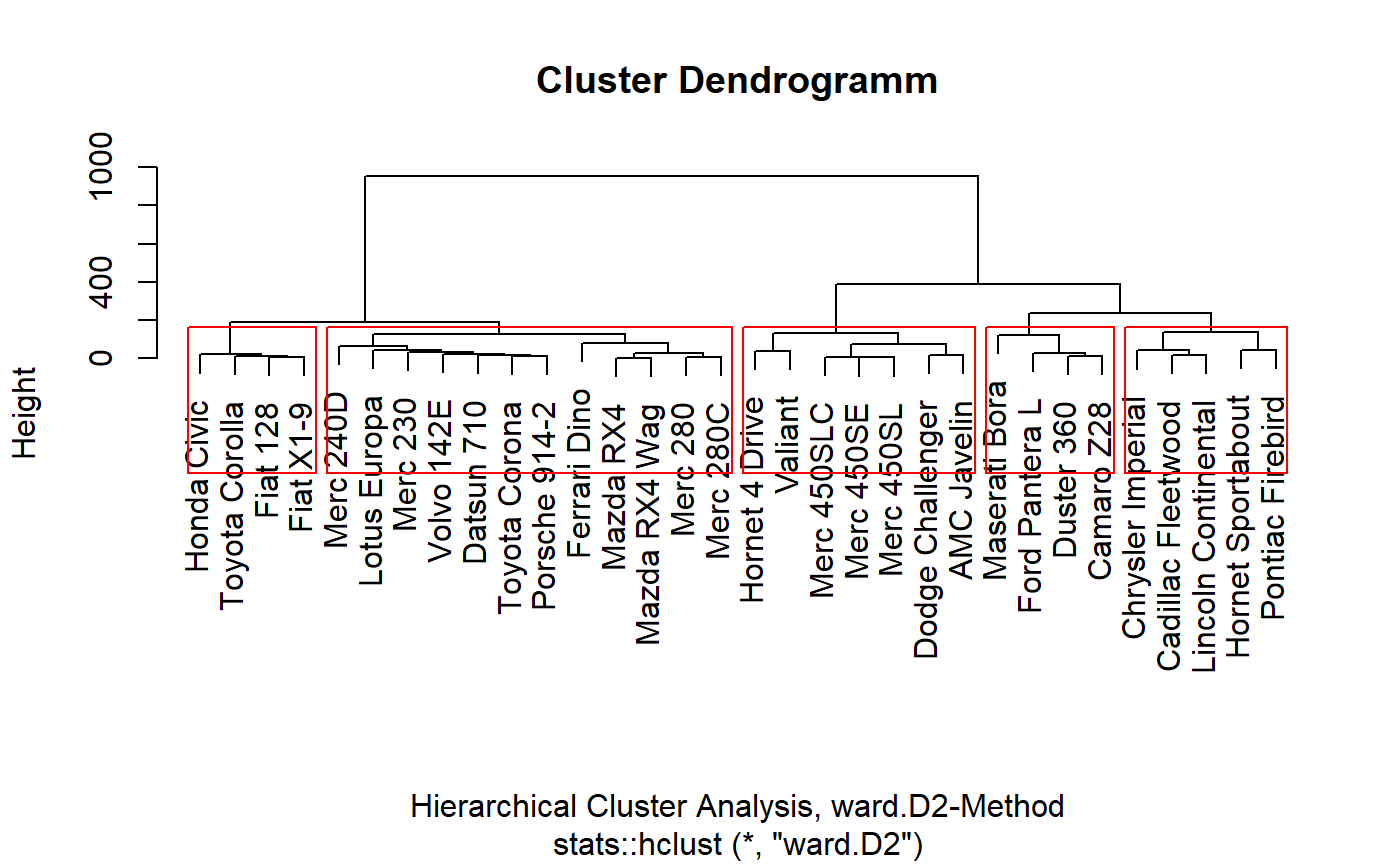 Cluster Dendrogramm
Height
1000
400
0
Honda Civic
Toyota Corolla
Fiat 128
Fiat X1-9
Merc 240D
Lotus Europa
Merc 230
Volvo 142E
Datsun 710
Toyota Corona
Porsche 914-2
Ferrari Dino
Mazda RX4
Mazda RX4 Wag
Merc 280
Merc 280C
Hornet 4 Drive
Valiant
Merc 450SLC
Merc 450SE
Merc 450SL
Dodge Challenger
AMC Javelin
Maserati Bora
Ford Pantera L
Duster 360
Camaro Z28
Chrysler Imperial
Cadillac Fleetwood
Lincoln Continental
Hornet Sportabout
Pontiac Firebird
Hierarchical Cluster Analysis, ward.D2-Method
stats::hclust (*, "ward.D2")